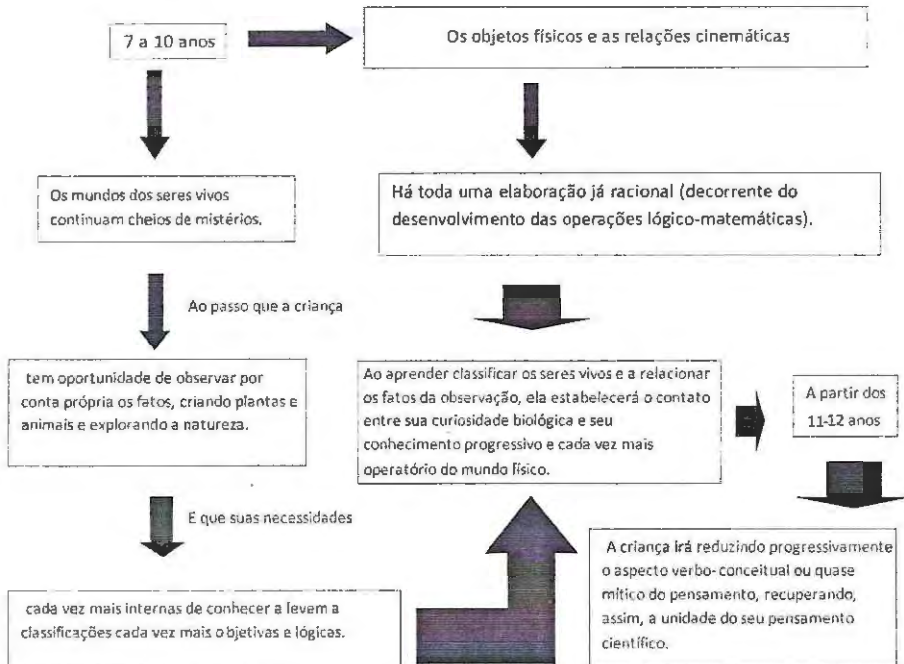 7 a 10 anos
Os objetos físicos e as relações cinemáticas
Os mundos dos seres vivos
continuam cheios de mistérios.
Há toda uma elaboração já racional (decorrente do
desenvolvimento das operações lógico-matemáticas).
Ao passo que a criança
tem oportunidade de observar por
conta própria os fatos, criando plantas e
animais e explorando a natureza.
Ao aprender classificar os seres vivos e a relacionar
os fatos da observação, ela estabelecerá o contato
entre sua curiosidade biológica e seu
conhecimento progressivo e cada vez mais
operatório do mundo físico.
A partir dos
11-12 anos
E que suas necessidades
cada vez mais internas de conhecer a levem a
classificações cada vez mais objetivas e lógicas.
A criança irá reduzindo progressivamente
o aspecto verbo-conceitual ou quase
mítico do pensamento, recuperando,
assim, a unidade do seu pensamento
científico.